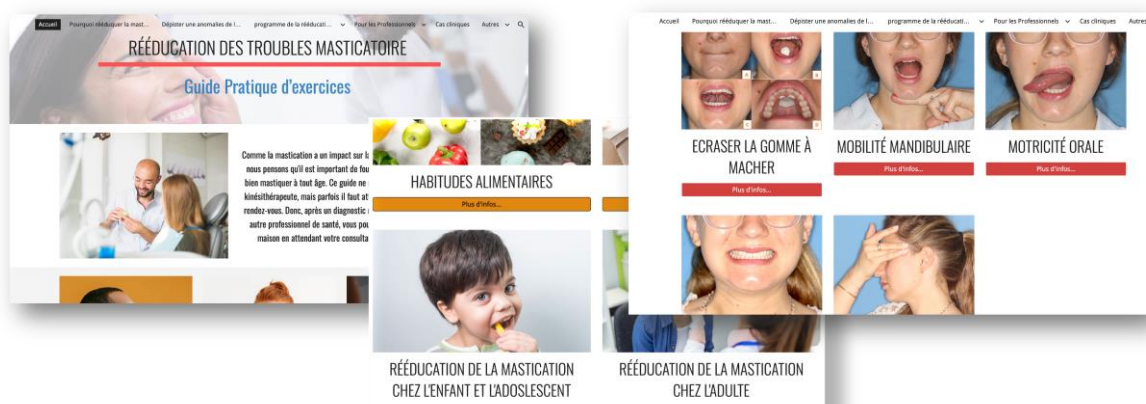 Accueil Pourquoi rééduquer la mast... Dépister une anomalies de l... programme de la rééducati... Pour les Professionnels Cas cliniques Autres
RÉÉDUCATION DES TROUBLES MASTICATOIRE
Guide Pratique d'exercices
Comme la mastication a un impact sur
nous pensons qu'il est important de
bien mastiquer à tout âge. Ce guide ne
kinésithérapeute, mais parfois il faut
rendez-vous. Donc, après un diagnostic
autre professionnel de santé, vous
maison en attendant votre
HABITUDES ALIMENTAIRES
Plus d'infos...
RÉÉDUCATION DE LA MASTICATION
CHEZ L'ENFANT ET L'ADOSLESCENT
RÉÉDUCATION DE LA MASTICATION
CHEZ L'ADULTE
Accueil Pourquoi rééduquer la mast... Dépister une anomalies de l... programme de la rééducati... Pour les Professionnels Cas cliniques Autres
ECRASER LA GOMME À
MACHER
Plus d'infos...
MOBILITÉ MANDIBULAIRE
Plus d'infos...
MOTRICITÉ ORALE
Plus d'infos...